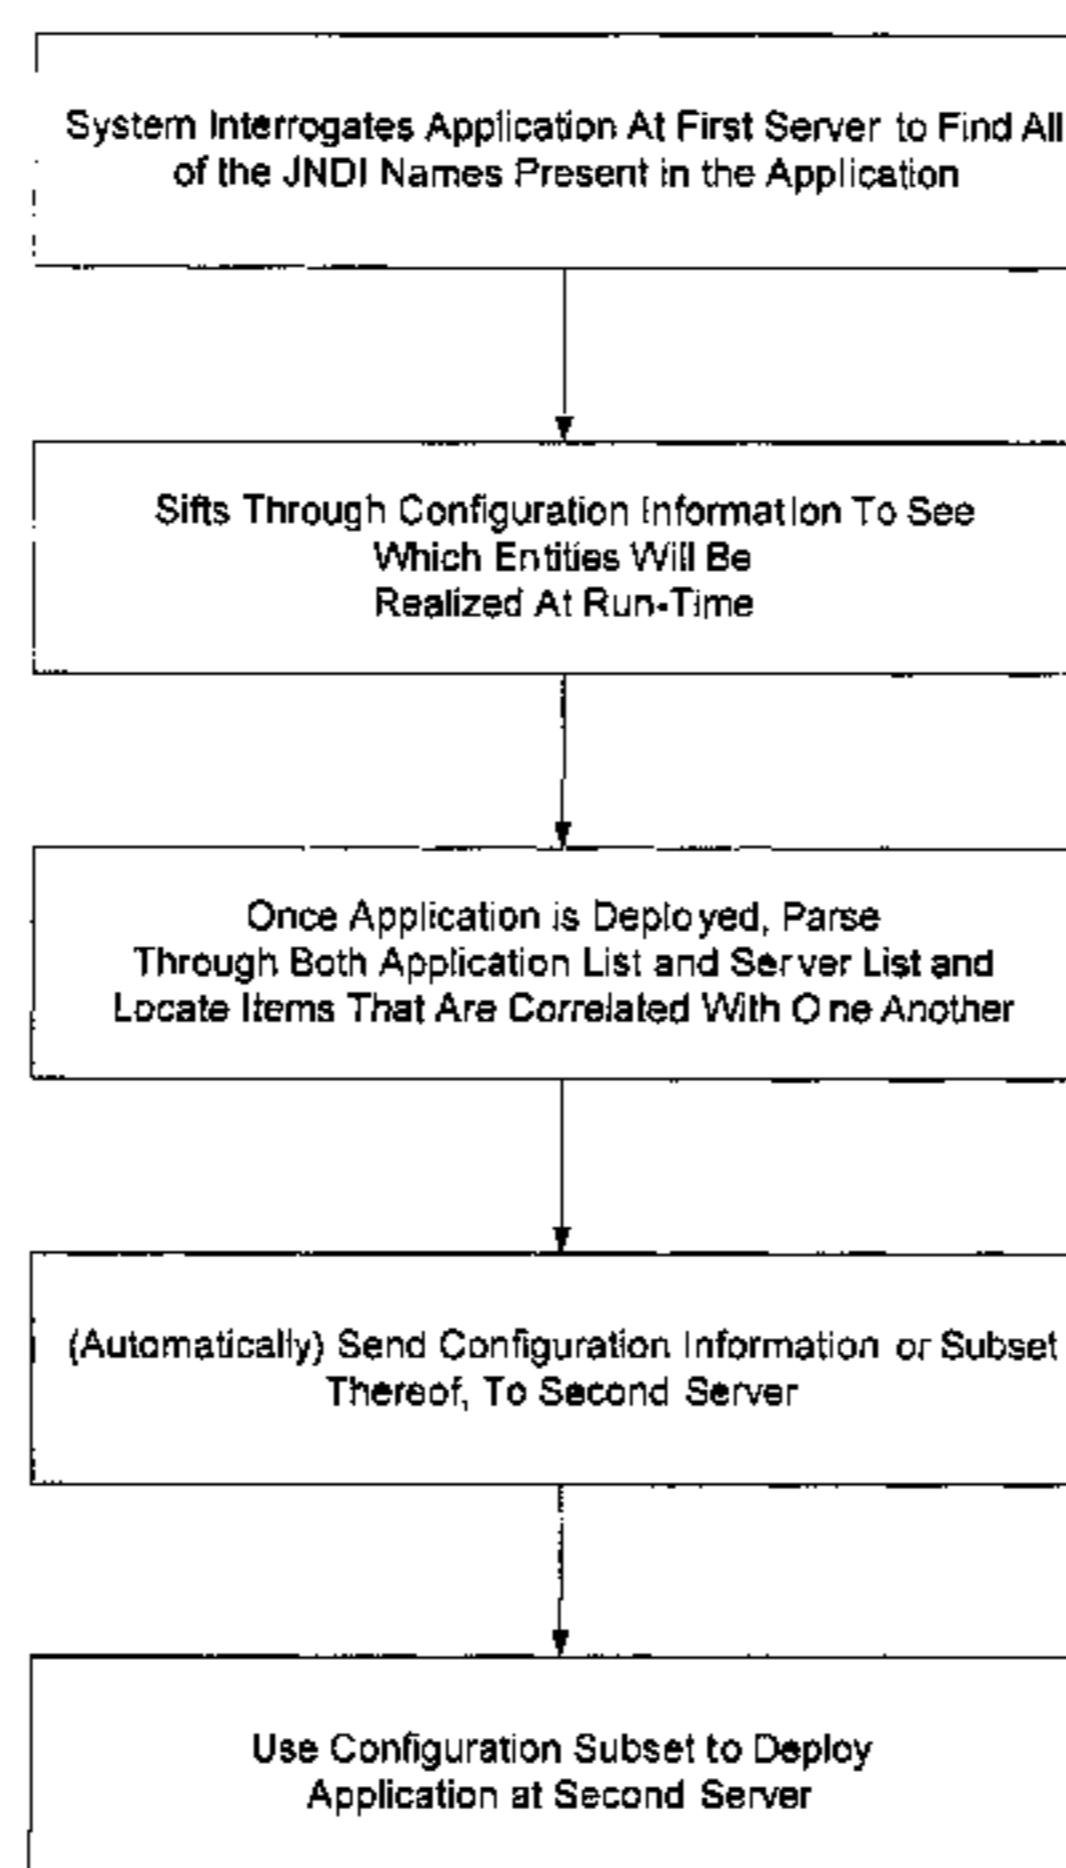 System Interrogates Application At First Server to Find All
of the JNDI Names Present in the Application
Sifts Through Configuration Information To See
Which Entities Will Be
Realized At Run-Time
Once Application is Deployed, Parse
Through Both Application List and Server List and
Locate Items That Are Correlated With One Another
(Automatically) Send Configuration Information or Subset
Thereof, To Second Server
Use Configuration Subset to Deploy
Application at Second Server